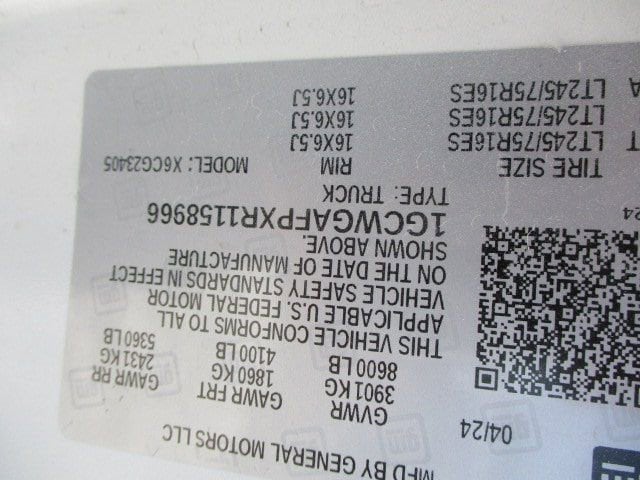 MFD BY GENERAL MOTORS LLC
04/24
GVWR GAWR FRT GAWR RR
3901 KG 1860 KG 2431 KG
8600 LB 4100 LB 5360 LB
THIS VEHICLE CONFORMS TO ALL
APPLICABLE U.S. FEDERAL MOTOR
VEHICLE SAFETY STANDARDS IN EFFECT
ON THE DATE OF MANUFACTURE
SHOWN ABOVE.
1GCWGAFPXR1158966
TYPE: TRUCK
MODEL: X6CG23405
TIRE SIZE RIM
LT245/75R16ES 16X6.5J
LT245/75R16ES 16X6.5J
LT245/75R16ES 16X6.5J